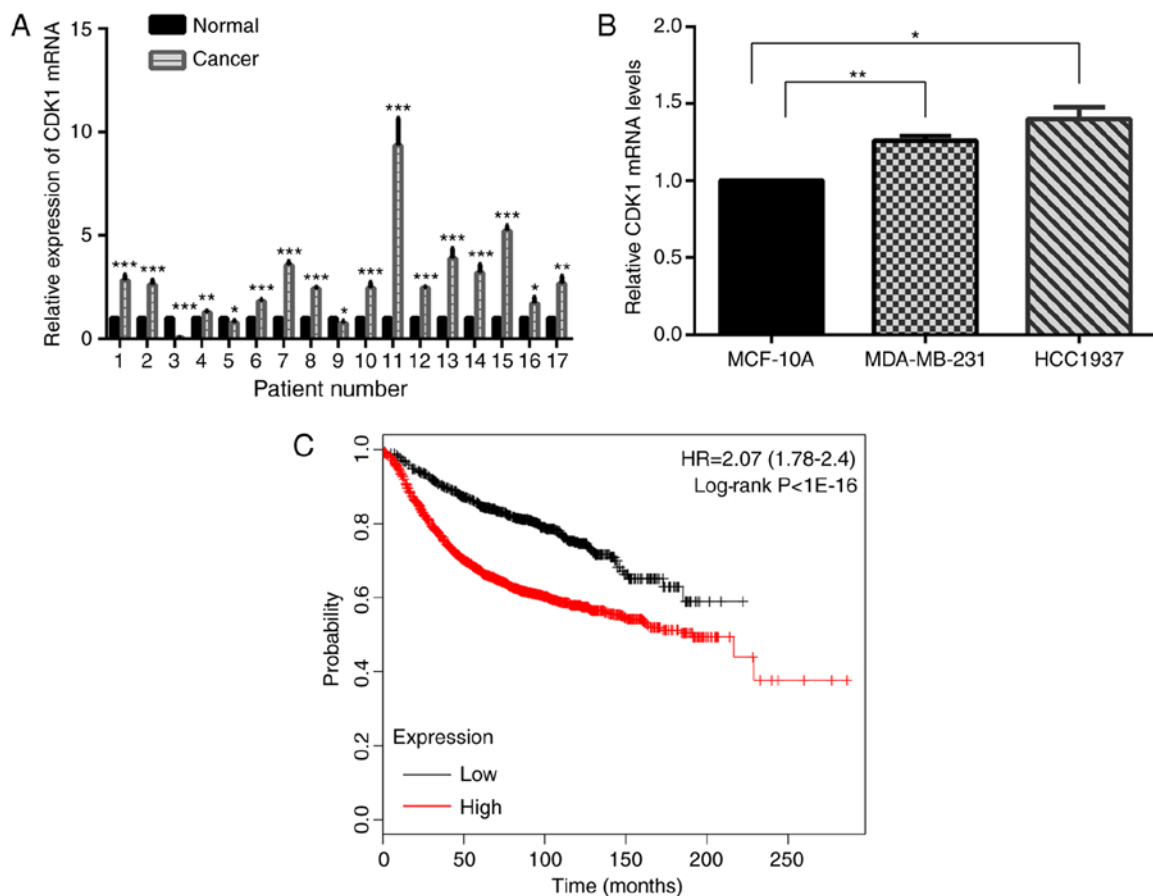 A
Relative expression of CDK1 mRNA
15
10
5
0
Normal
Cancer
*** *** *** ** * *** *** *** * *** *** *** *** *** *** * **
1 2 3 4 5 6 7 8 9 10 11 12 13 14 15 16 17
Patient number
B
Relative CDK1 mRNA levels
2.0
1.5
1.0
0.5
0.0
*
**
MCF-10A MDA-MB-231 HCC1937
C
Probability
1.0
0.8
0.6
0.4
0.2
0.0
HR=2.07 (1.78-2.4)
Log-rank P<1E-16
Expression
Low
High
0 50 100 150 200 250
Time (months)